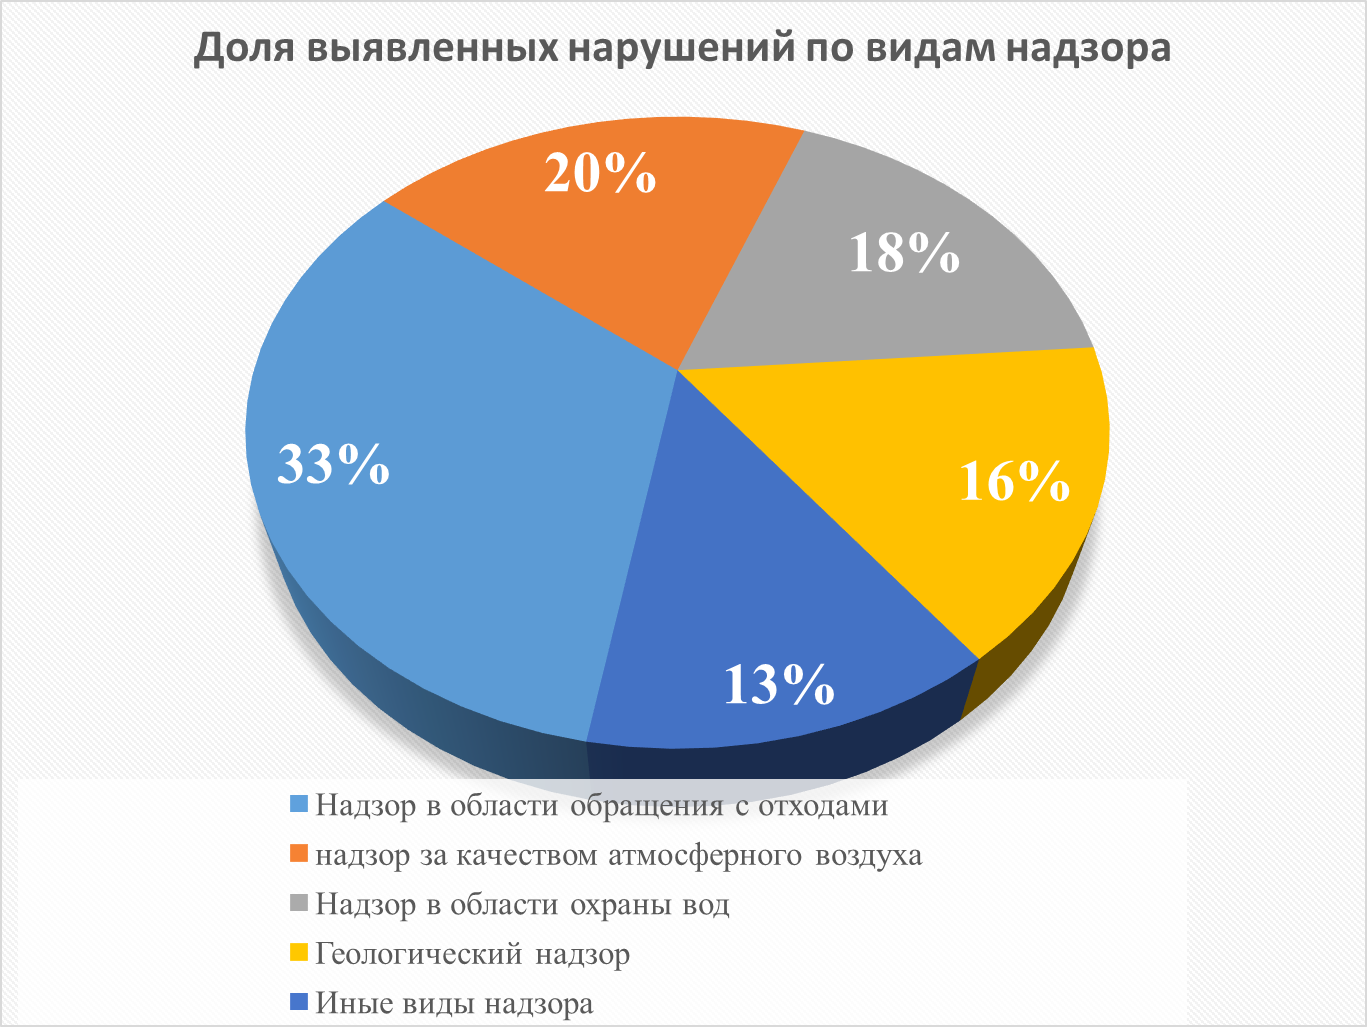 Доля выявленных нарушений по видам надзора
20%
18%
33%
16%
13%
Надзор в области обращения с отходами
надзор за качеством атмосферного воздуха
Надзор в области охраны вод
Геологический надзор
Иные виды надзора